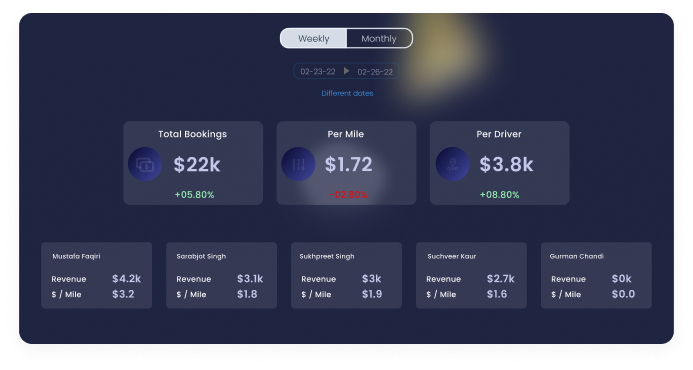 Weekly Monthly
02-23-22 02-26-22
Different dates
Total Bookings
$22k
+05.80%
Per Mile
$1.72
Per Driver
$3.8k
+08.80%
Mustafa Faqiri
Revenue $4.2k
$ / Mile $3.2
Sarabjot Singh
Revenue $3.1k
$ / Mile $1.8
Sukhpreet Singh
Revenue $3k
$ / Mile $1.9
Suchveer Kaur
Revenue $2.7k
$ / Mile $1.6
Gurman Chandi
Revenue $0k
$ / Mile $0.0